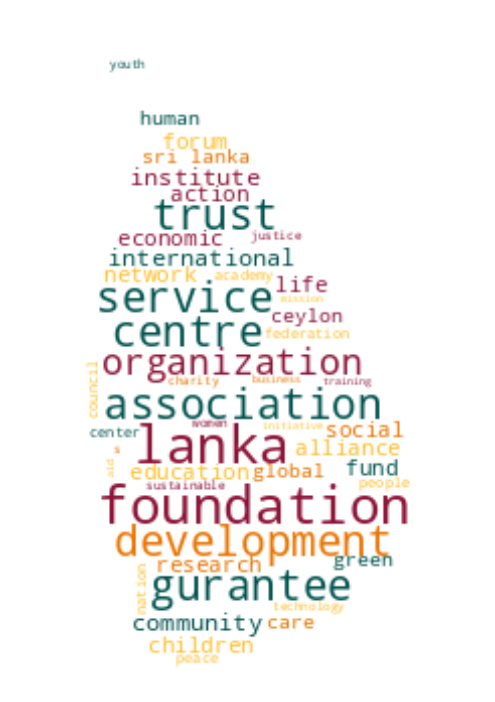 youth
human
forum
sri lanka
institute
action
trust
economic justice
international
network academy
life
service mission
ceylon
centre federation
organization
charity business training
council
association
women
center initiative social
lanka
s
alliance
aid
education global fund
sustainable people
foundation
development
green
research
nation
gurantee
technology
community care
children
peace